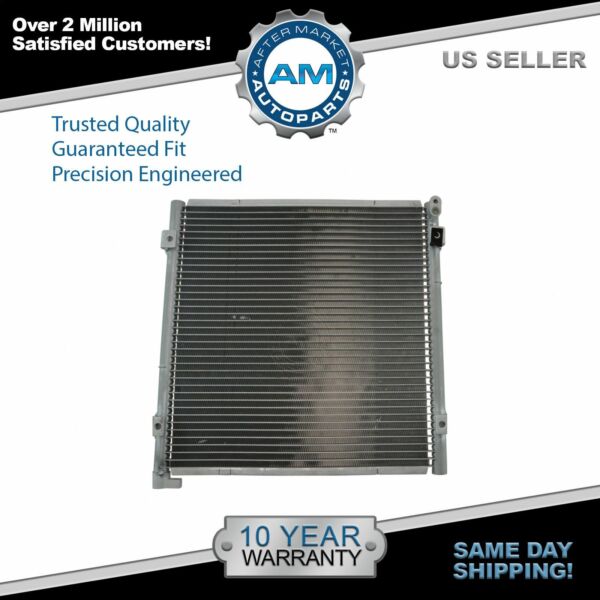 Over 2 Million
Satisfied Customers!
AFTER MARKET
AM
AUTOPARTS
TM
US SELLER
Trusted Quality
Guaranteed Fit
Precision Engineered
10 YEAR
WARRANTY
SAME DAY
SHIPPING!